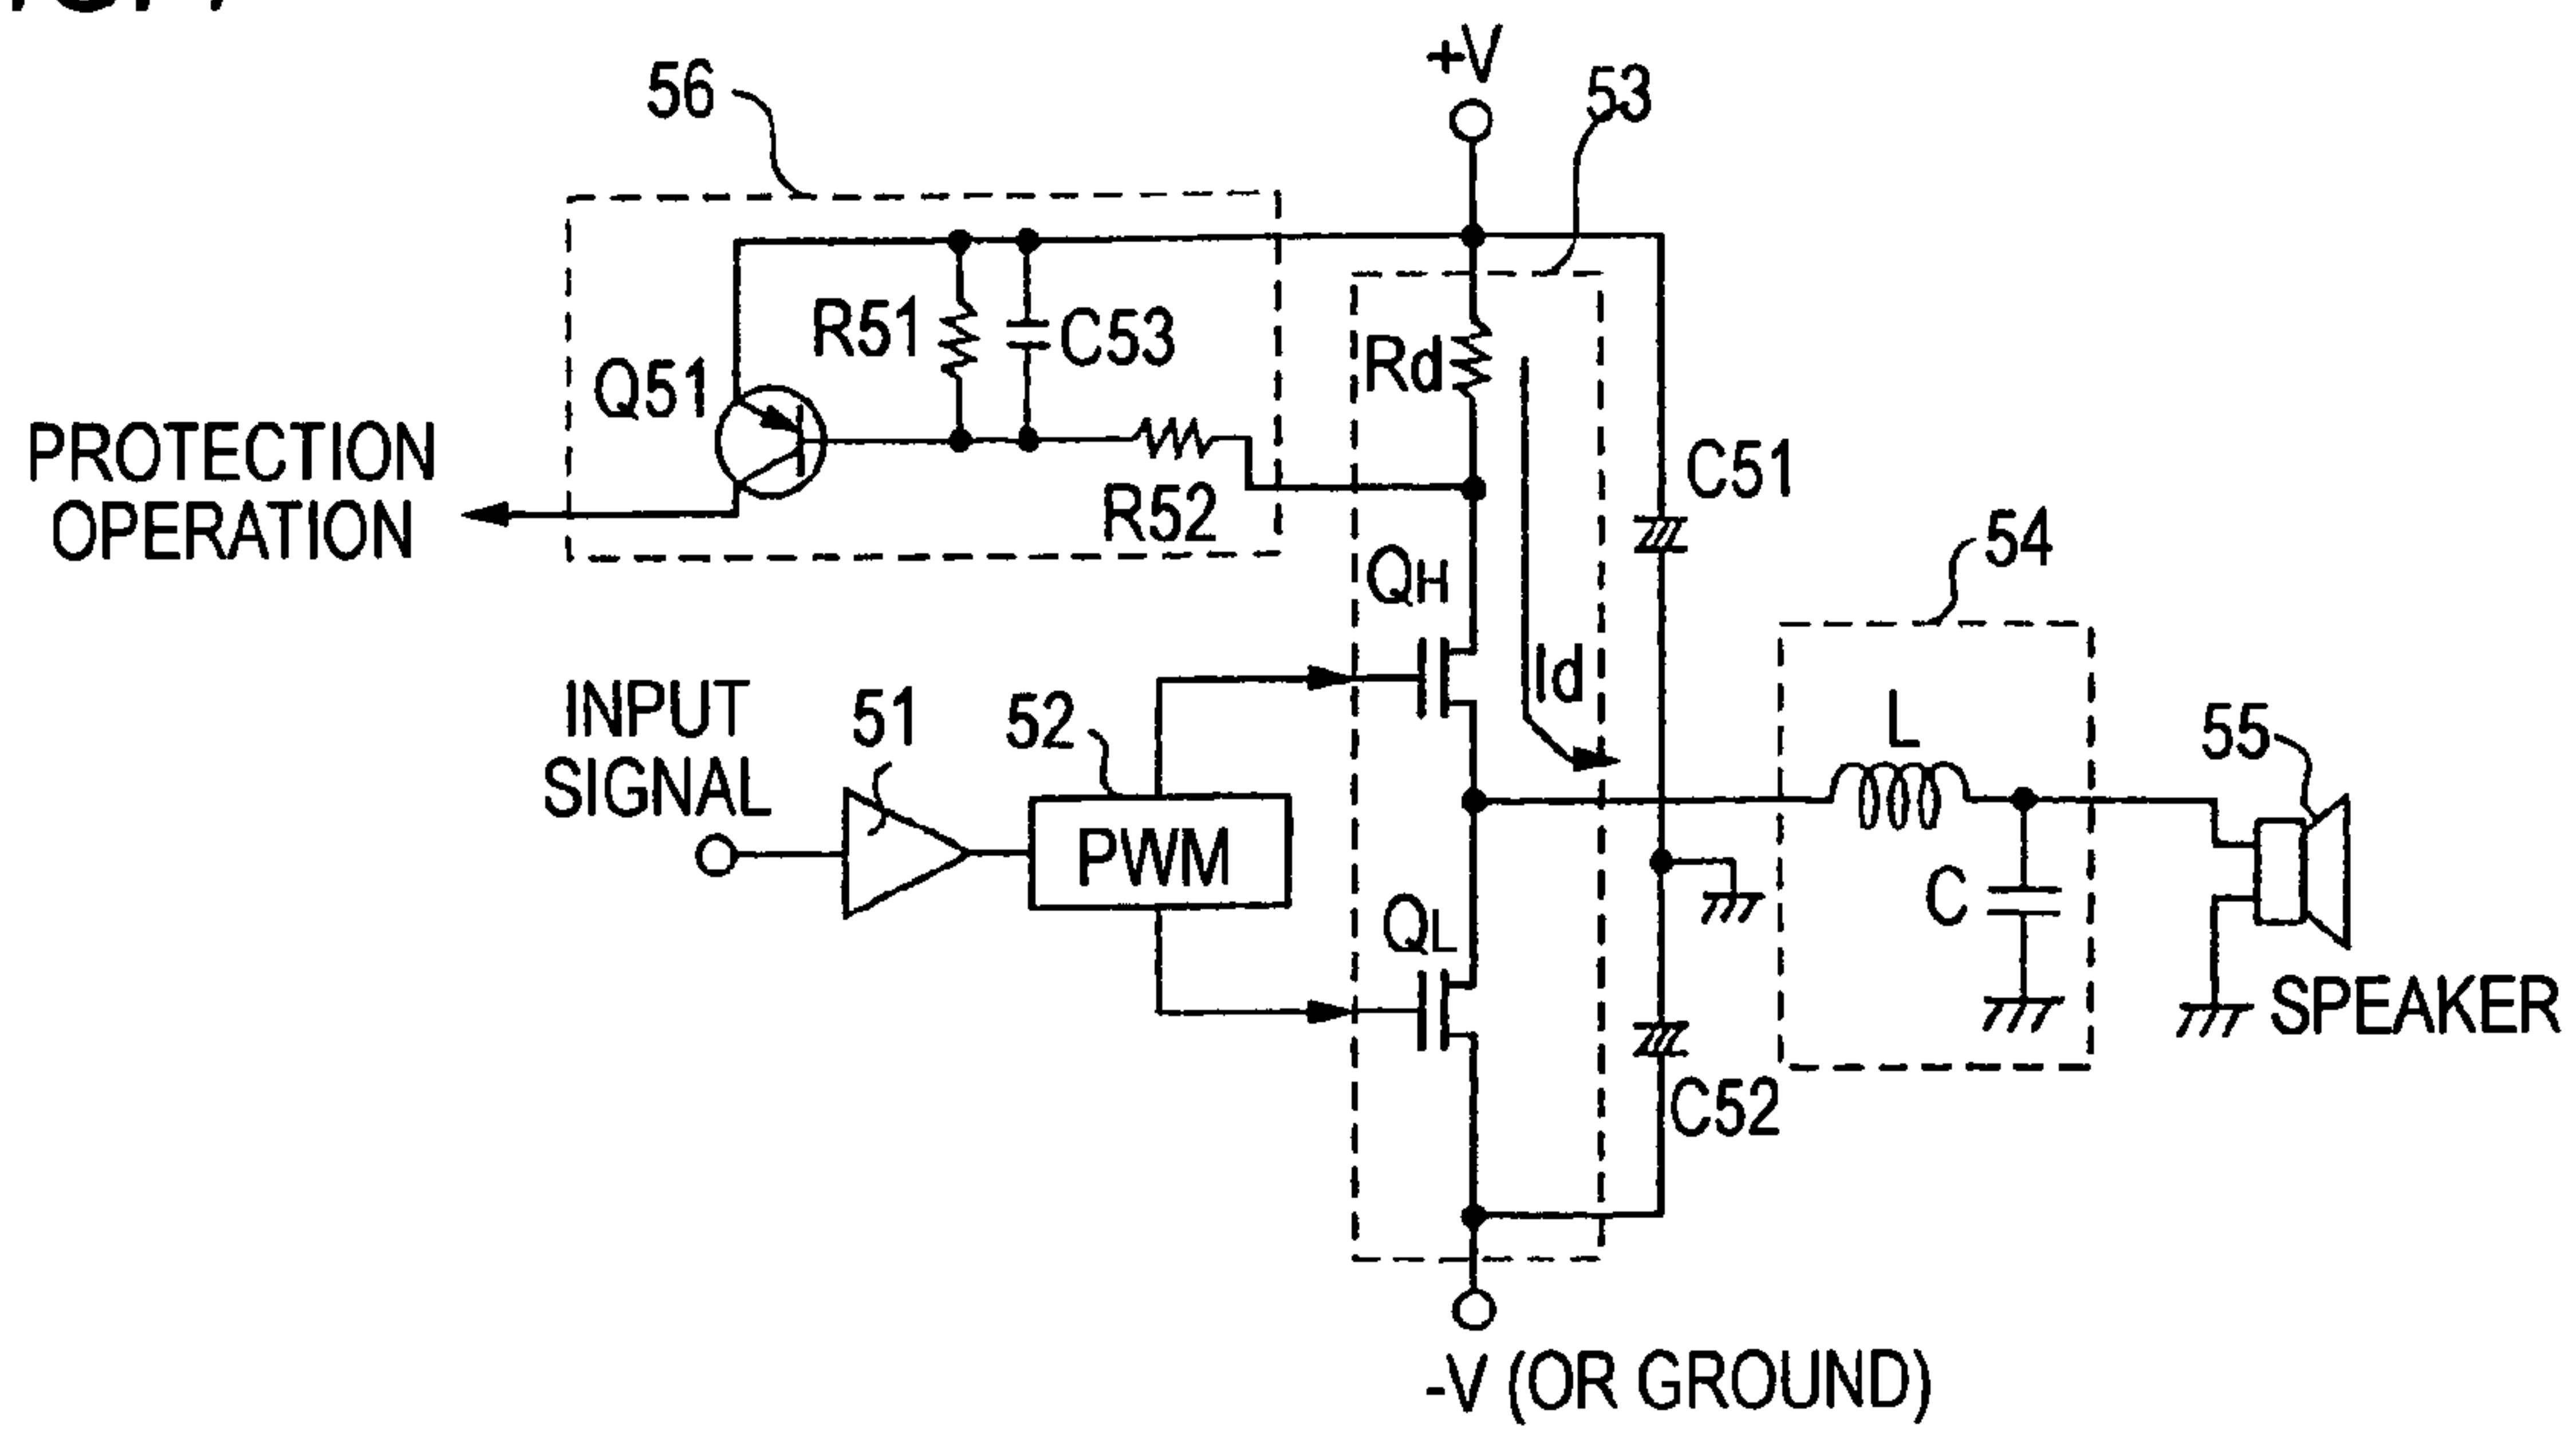 +V
56
53
R51
C53
Rd
Q51
C51
PROTECTION
OPERATION
R52
54
QH
Id
INPUT
SIGNAL
51
52
L
55
PWM
C
QL
SPEAKER
C52
-V (OR GROUND)